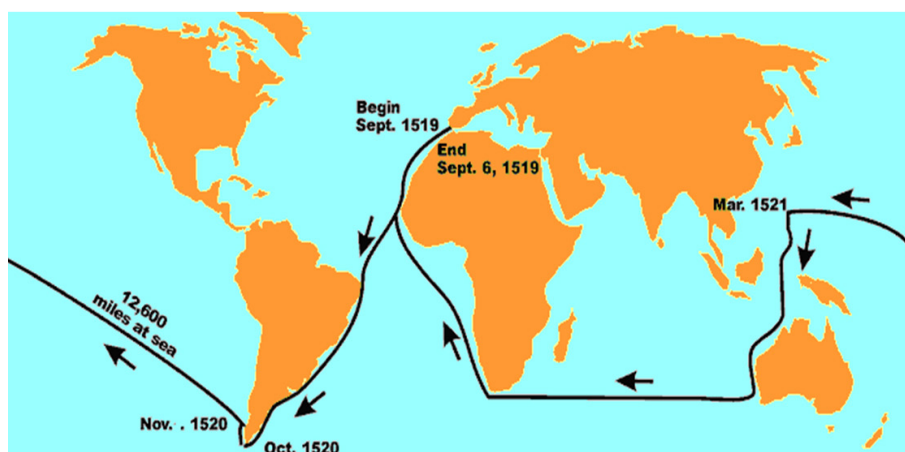 Begin
Sept. 1519
End
Sept. 6, 1519
Mar. 1521
12,600
miles at sea
Nov. . 1520
Oct. 1520